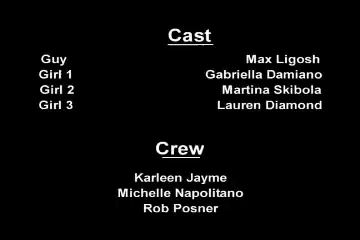 Cast
Guy Max Ligosh
Girl 1 Gabriella Damiano
Girl 2 Martina Skibola
Girl 3 Lauren Diamond
Crew
Karleen Jayme
Michelle Napolitano
Rob Posner